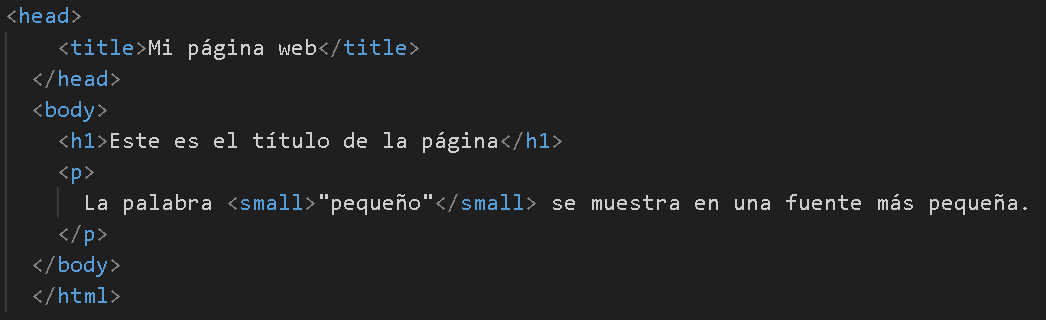 <head>
<title>Mi página web</title>
</head>
<body>
<h1>Este es el título de la página</h1>
<p>
La palabra <small>"pequeño"</small> se muestra en una fuente más pequeña.
</p>
</body>
</html>